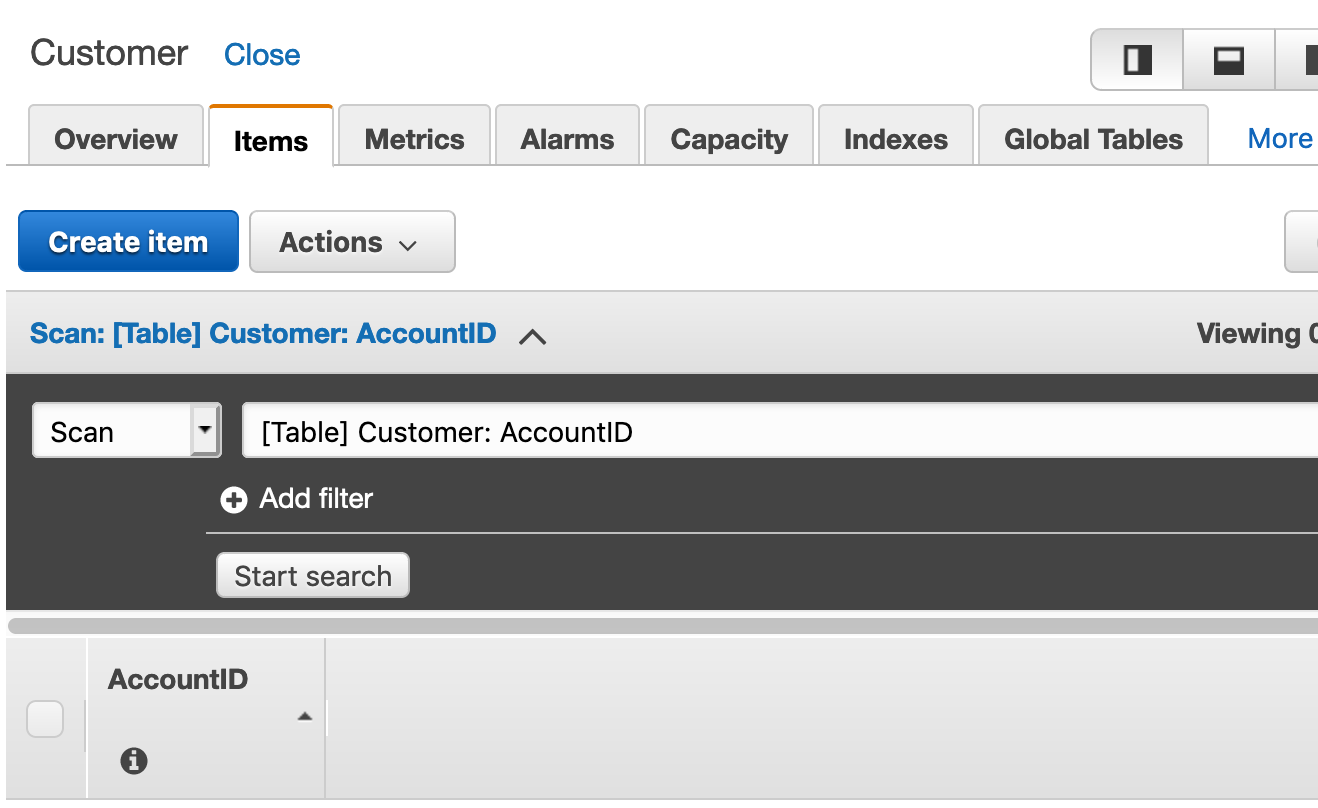 Customer Close
Overview Items Metrics Alarms Capacity Indexes Global Tables More
Create item Actions
Scan: [Table] Customer: AccountID Viewing
Scan [Table] Customer: AccountID
Add filter
Start search
AccountID